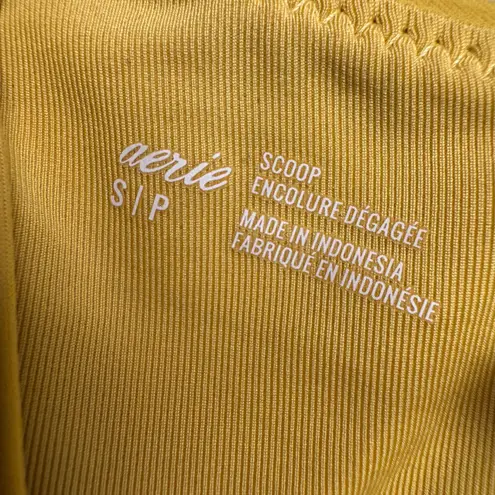 aerie
S|P
SCOOP
ENCOLURE DÉGAGÉE
MADE IN INDONESIA
FABRIQUÉ EN INDONÉSIE